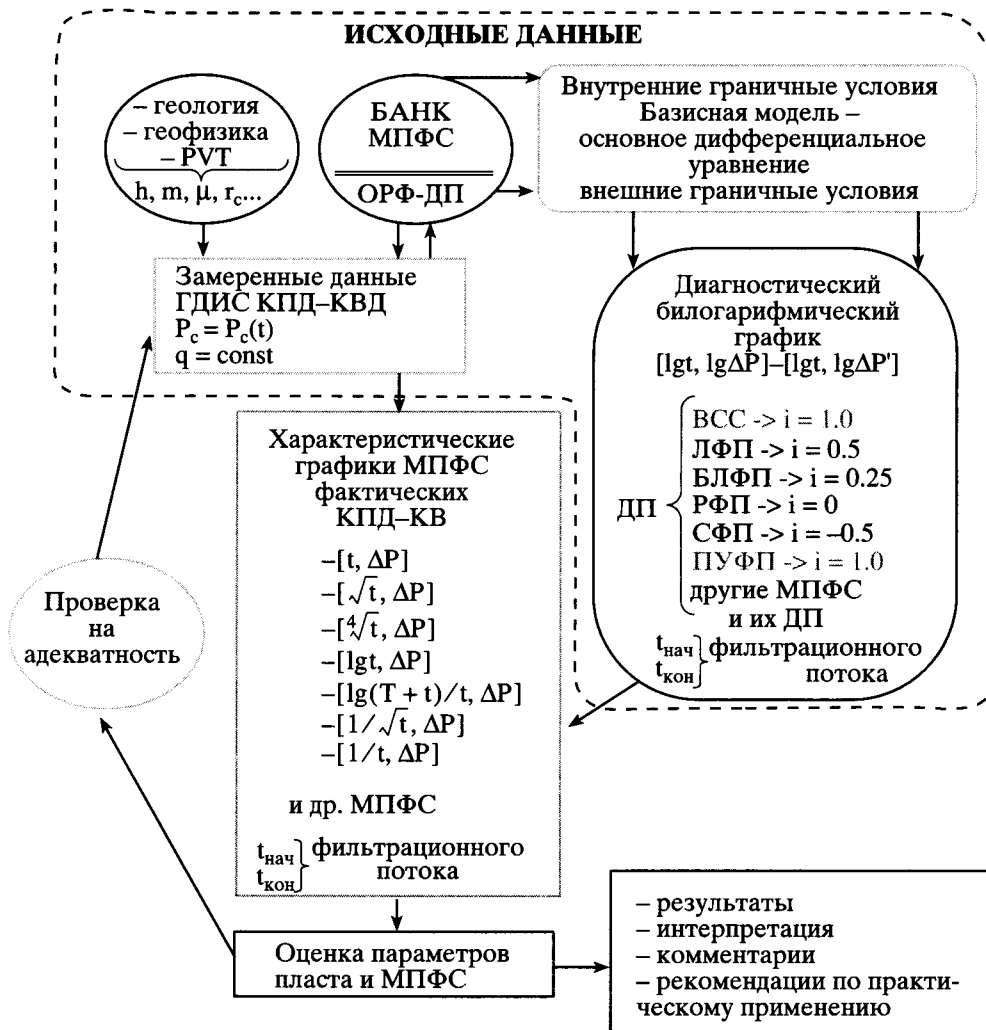 ИСХОДНЫЕ ДАННЫЕ
– геология
– геофизика
– PVT
h, m, μ, r_c...
БАНК
МПФС
ОРФ-ДП
Внутренние граничные условия
Базисная модель –
основное дифференциальное
уравнение
внешние граничные условия
Замеренные данные
ГДИС КПД–КВД
P_c = P_c(t)
q = const
Диагностический
билогарифмический
график
[lgt, lgΔP]–[lgt, lgΔP']
ДП
ВСС -> i = 1.0
ЛФП -> i = 0.5
БЛФП -> i = 0.25
РФП -> i = 0
СФП -> i = –0.5
ПУФП -> i = 1.0
другие МПФС
и их ДП
t_нач
t_кон
фильтрационного
потока
Характеристические
графики МПФС
фактических
КПД–КВ
–[t, ΔP]
–[√t, ΔP]
–[∜t, ΔP]
–[lgt, ΔP]
–[lg(T + t)/t, ΔP]
–[1/√t, ΔP]
–[1/t, ΔP]
и др. МПФС
t_нач
t_кон
фильтрационного
потока
Проверка
на
адекватность
Оценка параметров
пласта и МПФС
– результаты
– интерпретация
– комментарии
– рекомендации по практи-
ческому применению